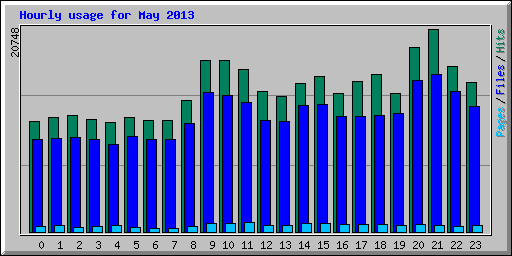 Hourly usage for May 2013
20748
Pages/Files/Hits
0 1 2 3 4 5 6 7 8 9 10 11 12 13 14 15 16 17 18 19 20 21 22 23